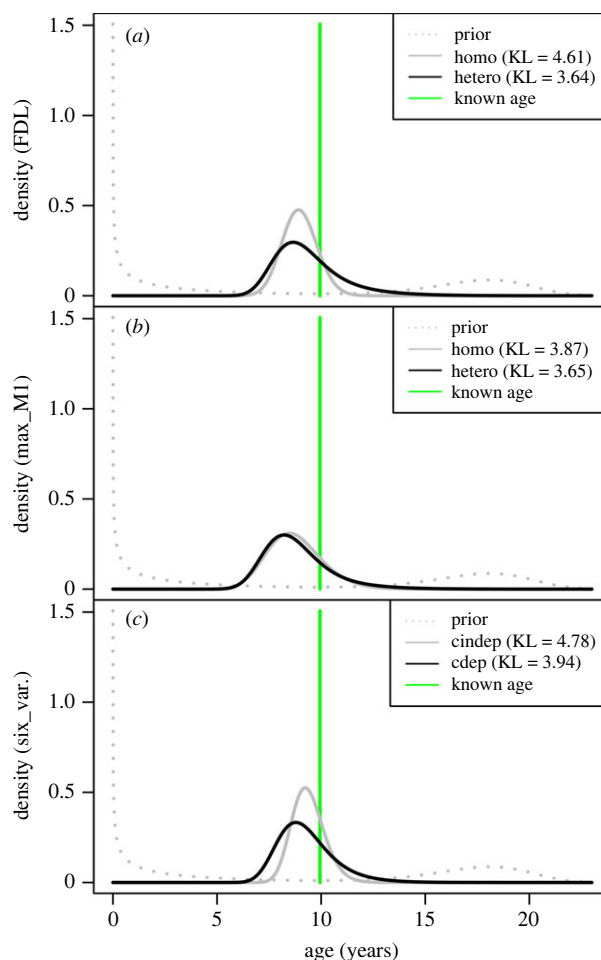 1.5
(a)
prior
homo (KL = 4.61)
hetero (KL = 3.64)
known age
1.0
density (FDL)
0.5
0
1.5
(b)
prior
homo (KL = 3.87)
hetero (KL = 3.65)
known age
1.0
density (max_M1)
0.5
0
1.5
(c)
prior
cindep (KL = 4.78)
cdep (KL = 3.94)
known age
1.0
density (six_var.)
0.5
0
0 5 10 15 20
age (years)